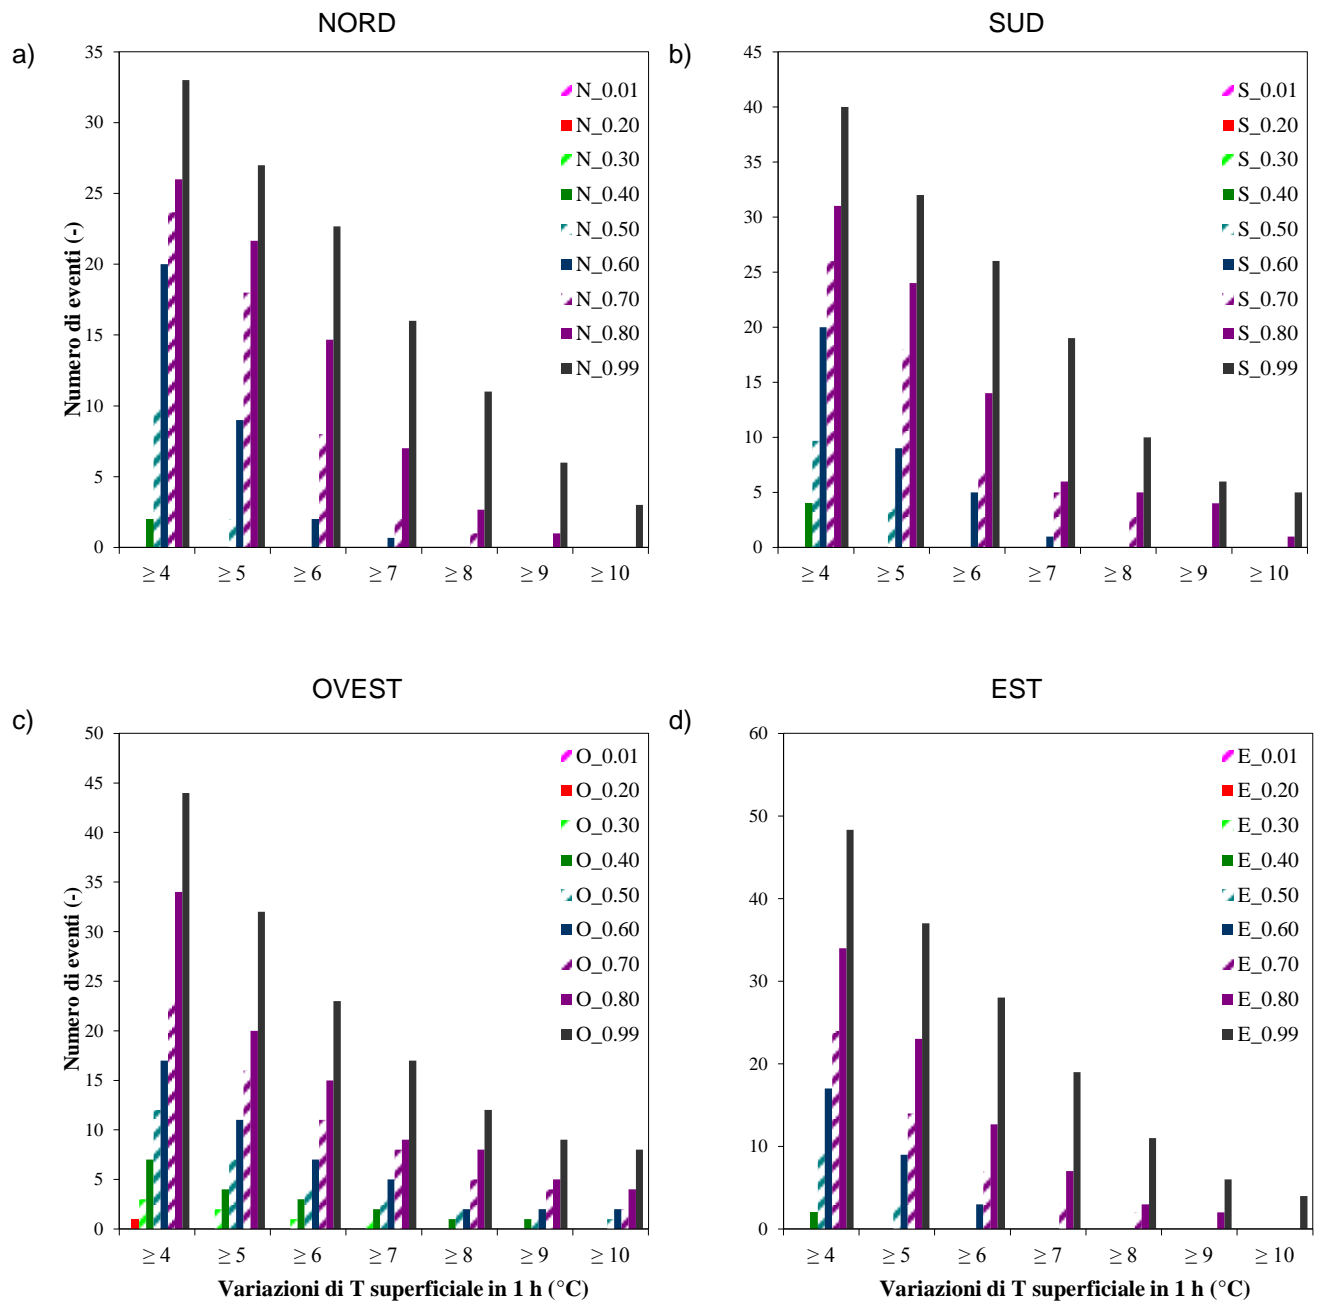 NORD
a)
Numero di eventi (-)
35
30
25
20
15
10
5
0
N_0.01
N_0.20
N_0.30
N_0.40
N_0.50
N_0.60
N_0.70
N_0.80
N_0.99
≥ 4 ≥ 5 ≥ 6 ≥ 7 ≥ 8 ≥ 9 ≥ 10
SUD
b)
45
40
35
30
25
20
15
10
5
0
S_0.01
S_0.20
S_0.30
S_0.40
S_0.50
S_0.60
S_0.70
S_0.80
S_0.99
≥ 4 ≥ 5 ≥ 6 ≥ 7 ≥ 8 ≥ 9 ≥ 10
OVEST
c)
Numero di eventi (-)
50
45
40
35
30
25
20
15
10
5
0
O_0.01
O_0.20
O_0.30
O_0.40
O_0.50
O_0.60
O_0.70
O_0.80
O_0.99
≥ 4 ≥ 5 ≥ 6 ≥ 7 ≥ 8 ≥ 9 ≥ 10
Variazioni di T superficiale in 1 h (°C)
EST
d)
60
50
40
30
20
10
0
E_0.01
E_0.20
E_0.30
E_0.40
E_0.50
E_0.60
E_0.70
E_0.80
E_0.99
≥ 4 ≥ 5 ≥ 6 ≥ 7 ≥ 8 ≥ 9 ≥ 10
Variazioni di T superficiale in 1 h (°C)